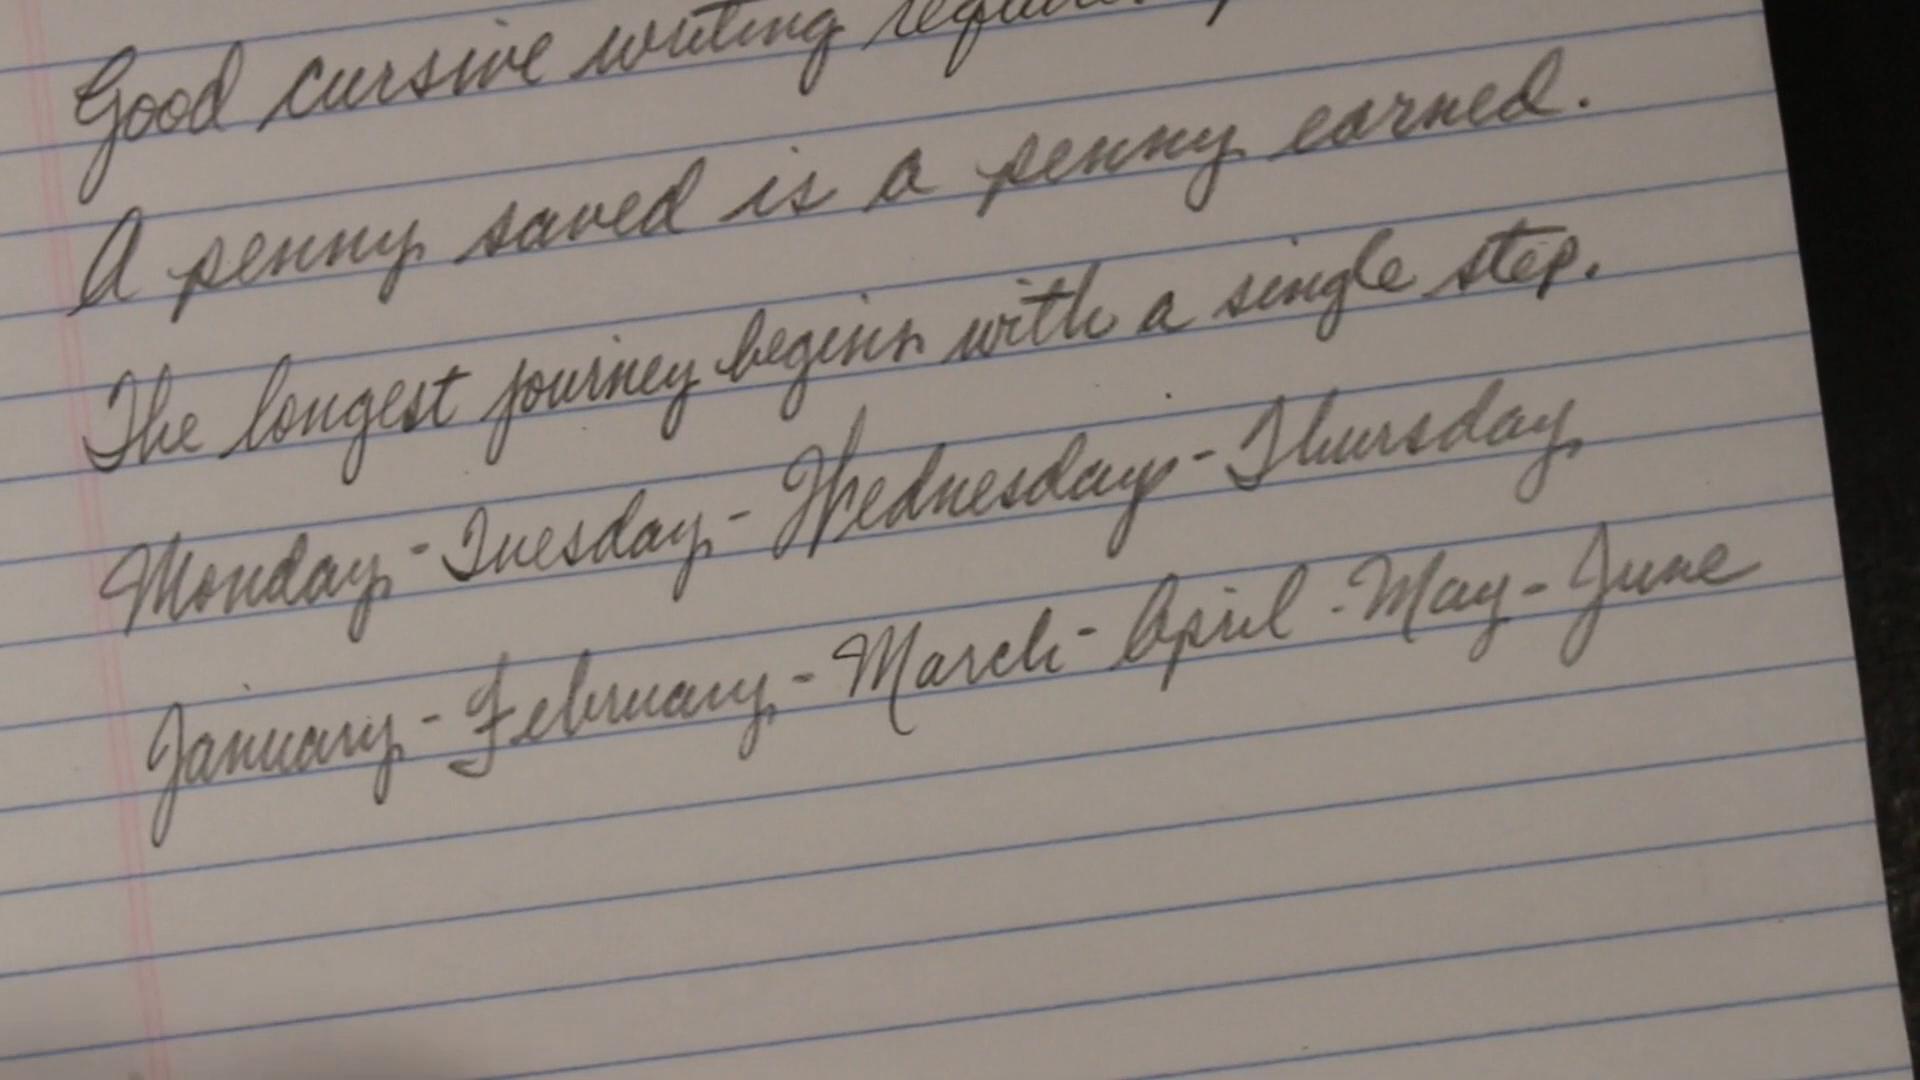 Good cursive writing
A penny saved is a penny earned.
The longest journey begins with a single step.
Monday - Tuesday - Wednesday - Thursday
January - February - March - April - May - June